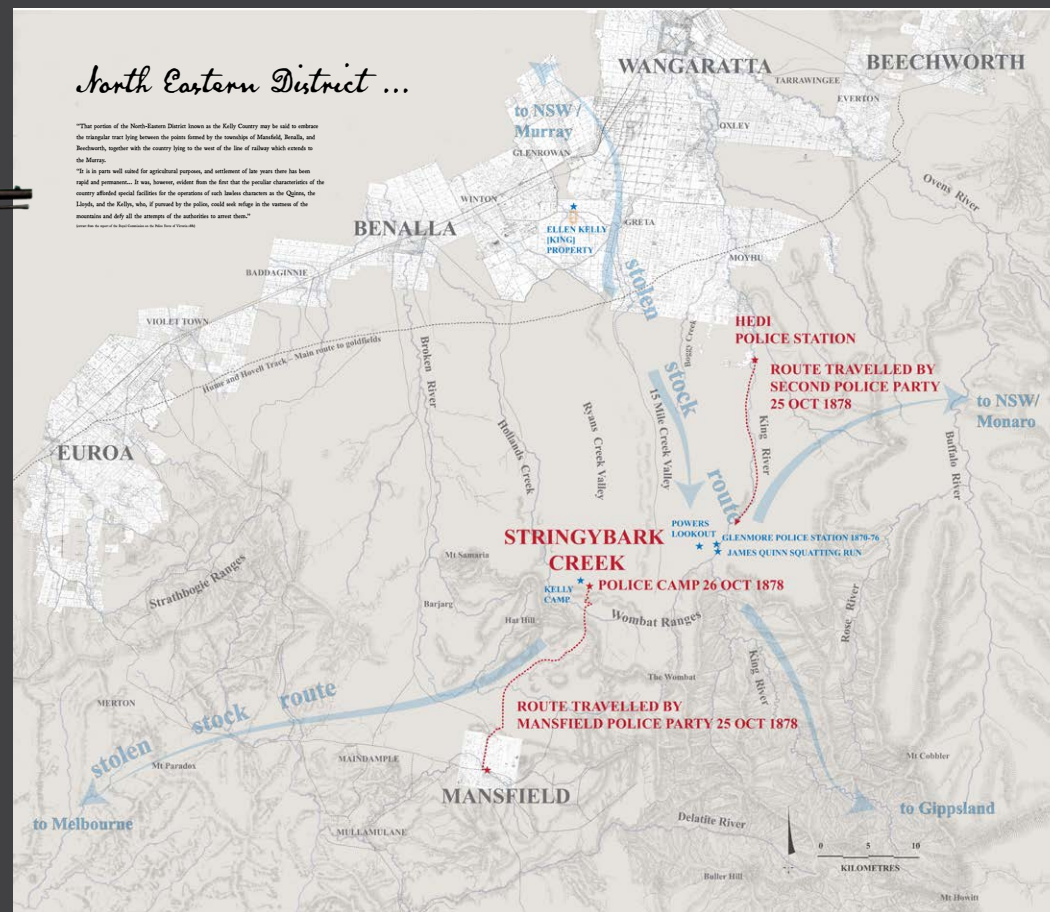 North Eastern District ...
"That portion of the North-Eastern District known as the Kelly Country may be said to embrace
the triangular tract lying between the points formed by the townships of Mansfield, Benalla, and
Beechworth, together with the country lying to the west of the line of railway which extends to
the Murray.
"It is in parts well suited for agricultural purposes, and settlement of late years there has been
rapid and permanent... It was, however, evident from the first that the peculiar characteristics of the
country afforded special facilities for the operations of such lawless characters as the Quinns, the
Lloyds, and the Kellys, who, if pursued by the police, could seek refuge in the vastness of the
mountains and defy all the attempts of the authorities to arrest them."
WANGARATTA
BEECHWORTH
TARRAWINGEE
EVERTON
to NSW /
Murray
OXLEY
GLENROWAN
Ovens River
WINTON
BENALLA
ELLEN KELLY
[KING]
PROPERTY
GRETA
MOYHU
BADDAGINNIE
stolen
VIOLET TOWN
HEDI
POLICE STATION
Boggy Creek
Hume and Hovell Track – Main route to goldfields
Broken River
ROUTE TRAVELLED BY
SECOND POLICE PARTY
25 OCT 1878
stock
to NSW/
Monaro
15 Mile Creek Valley
Ryans Creek Valley
Hollands Creek
King River
Buffalo River
EUROA
route
POWERS
LOOKOUT
GLENMORE POLICE STATION 1870-76
JAMES QUINN SQUATTING RUN
STRINGYBARK
CREEK
Mt Samaria
Strathbogie Ranges
KELLY
CAMP
POLICE CAMP 26 OCT 1878
Barjarg
Hat Hill
Wombat Ranges
Rose River
King River
The Wombat
MERTON
stolen stock route
ROUTE TRAVELLED BY
MANSFIELD POLICE PARTY 25 OCT 1878
Mt Paradox
MAINDAMPLE
Mt Cobbler
MANSFIELD
to Melbourne
to Gippsland
MULLAMULANE
Delatite River
0 5 10
KILOMETRES
Buller Hill
Mt Howitt